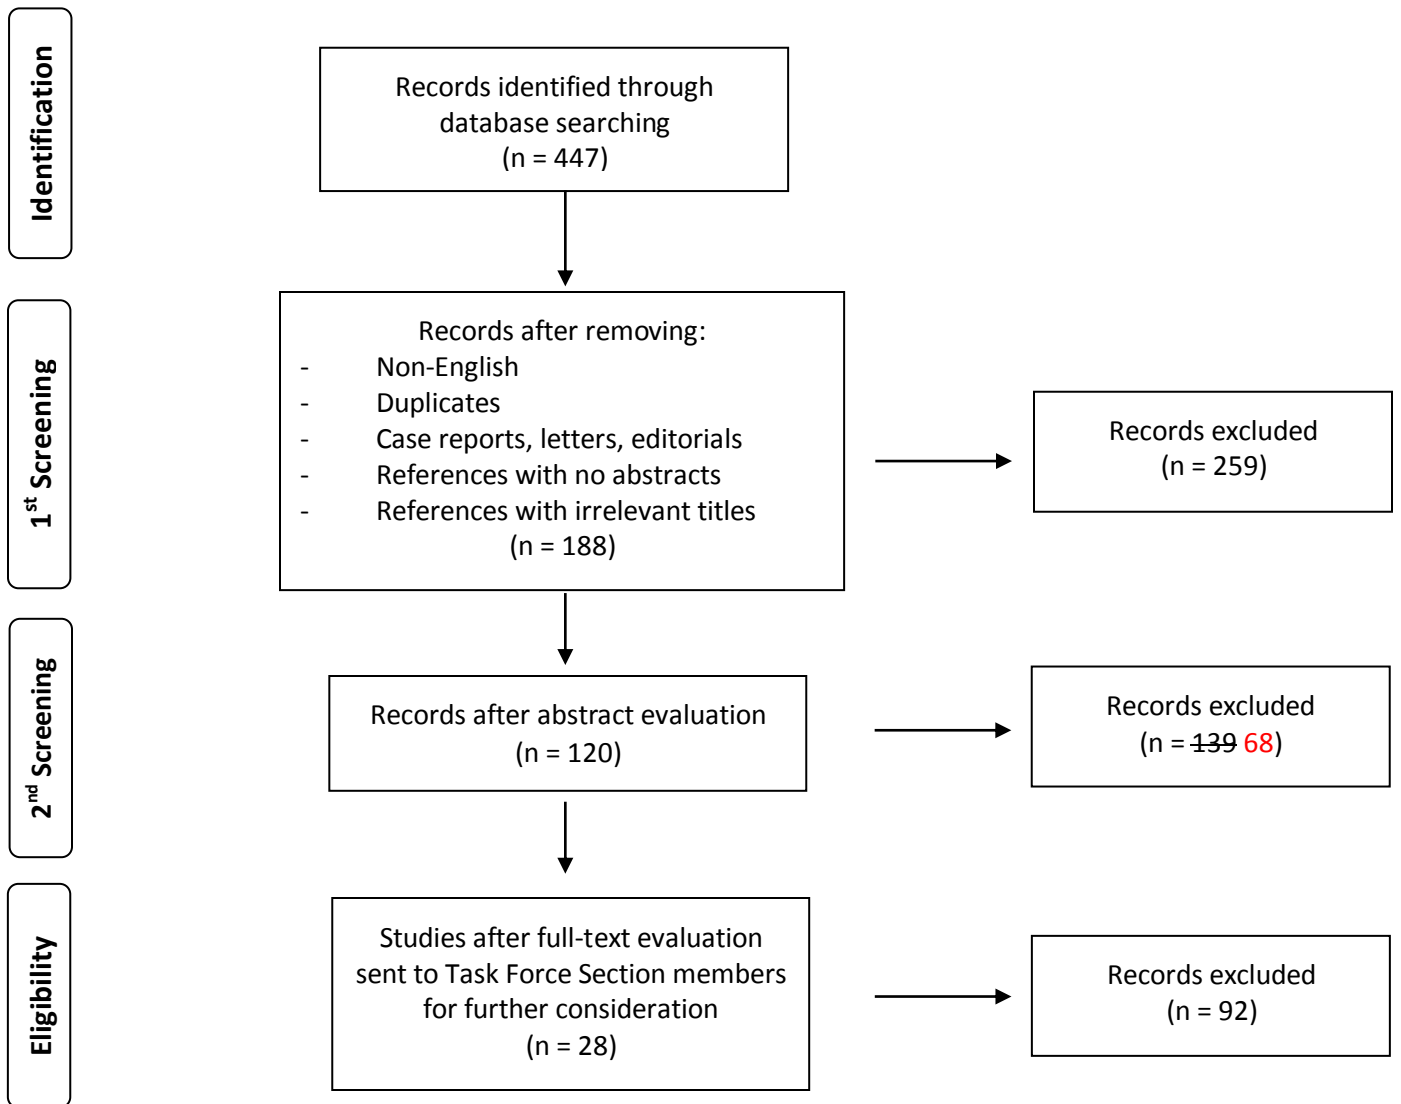 Identification
Records identified through
database searching
(n = 447)
1st Screening
Records after removing:
- Non-English
- Duplicates
- Case reports, letters, editorials
- References with no abstracts
- References with irrelevant titles
(n = 188)
Records excluded
(n = 259)
2nd Screening
Records after abstract evaluation
(n = 120)
Records excluded
(n = 139 68)
Eligibility
Studies after full-text evaluation
sent to Task Force Section members
for further consideration
(n = 28)
Records excluded
(n = 92)